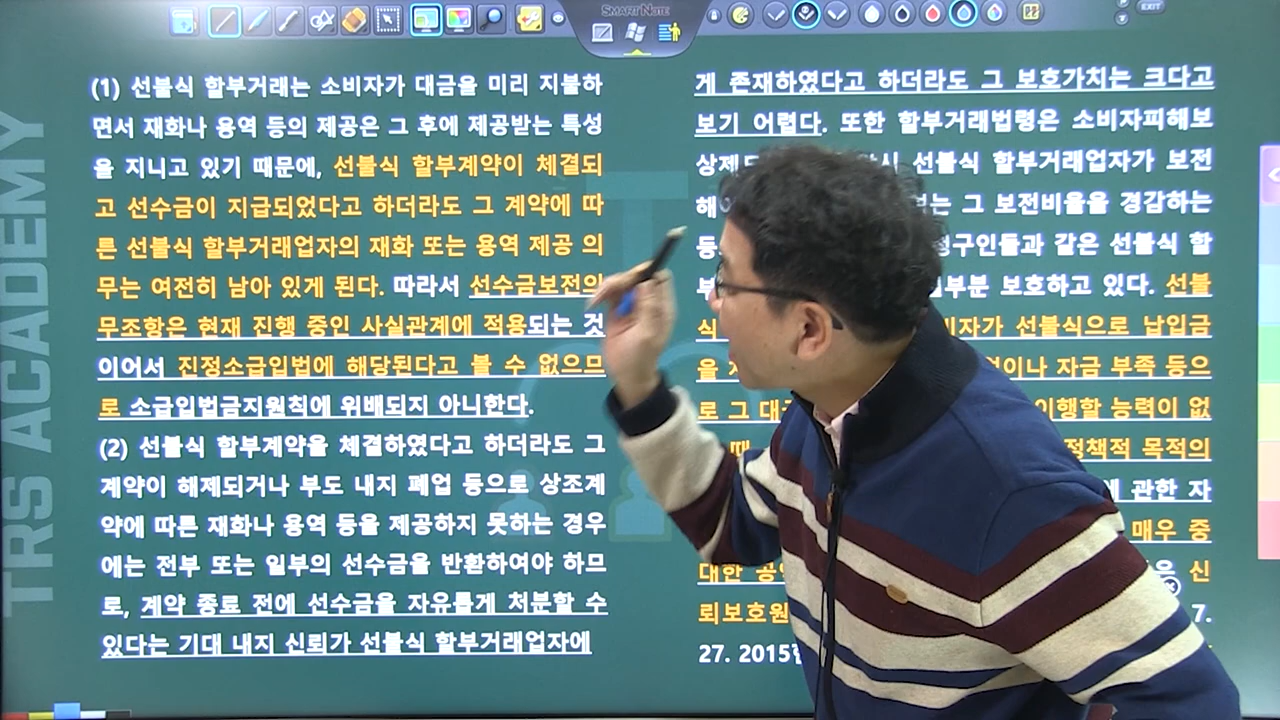 SMART NOTE
EXIT
TRS ACADEMY
(1) 선불식 할부거래는 소비자가 대금을 미리 지불하
면서 재화나 용역 등의 제공은 그 후에 제공받는 특성
을 지니고 있기 때문에, 선불식 할부계약이 체결되
고 선수금이 지급되었다고 하더라도 그 계약에 따
른 선불식 할부거래업자의 재화 또는 용역 제공 의
무는 여전히 남아 있게 된다. 따라서 선수금보전의
무조항은 현재 진행 중인 사실관계에 적용되는 것
이어서 진정소급입법에 해당된다고 볼 수 없으므
로 소급입법금지원칙에 위배되지 아니한다.
(2) 선불식 할부계약을 체결하였다고 하더라도 그
계약이 해제되거나 부도 내지 폐업 등으로 상조계
약에 따른 재화나 용역 등을 제공하지 못하는 경우
에는 전부 또는 일부의 선수금을 반환하여야 하므
로, 계약 종료 전에 선수금을 자유롭게 처분할 수
있다는 기대 내지 신뢰가 선불식 할부거래업자에
게 존재하였다고 하더라도 그 보호가치는 크다고
보기 어렵다. 또한 할부거래법령은 소비자피해보
선불식 할부거래업자가 보전
그 보전비율을 경감하는
같은 선불식 할
보호하고 있다. 선불
선불식으로 납입금
자금 부족 등으
로 그 이행할 능력이 없
때 정책적 목적의
관한 자
매우 중
대한 신
뢰보호원 7.
27.